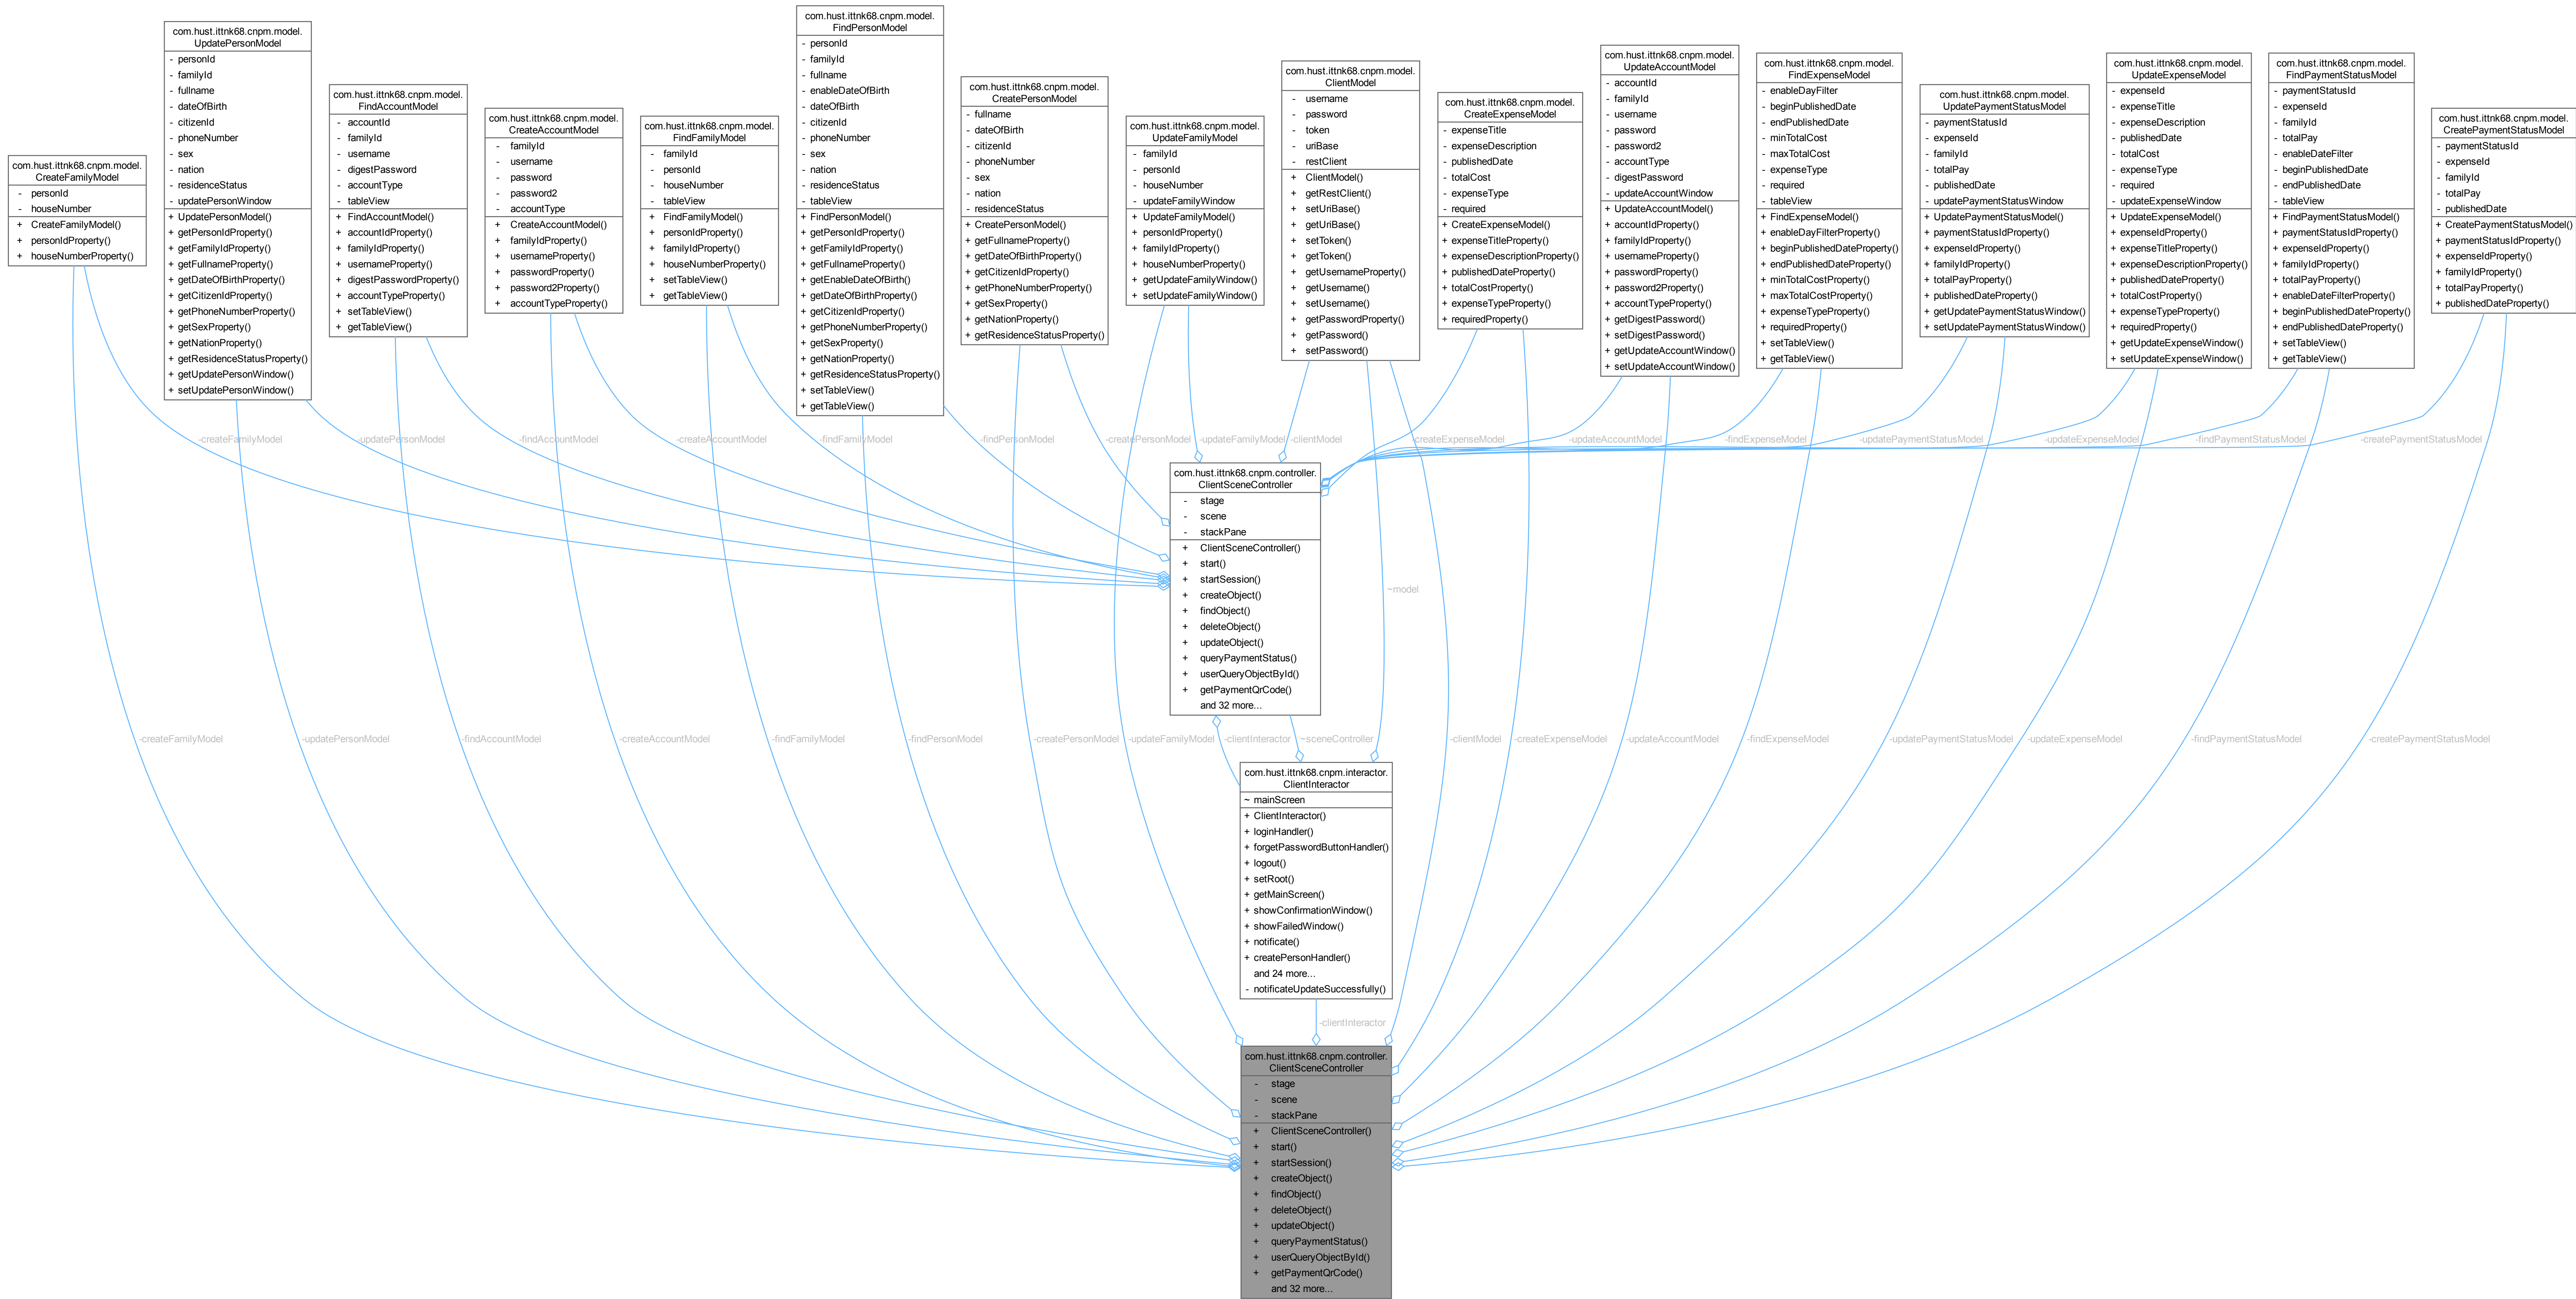 com.hust.ittnk68.cnpm.model.
CreateFamilyModel
- personId
- houseNumber
+ CreateFamilyModel()
+ personIdProperty()
+ houseNumberProperty()
com.hust.ittnk68.cnpm.model.
UpdatePersonModel
- personId
- familyId
- fullname
- dateOfBirth
- citizenId
- phoneNumber
- sex
- nation
- residenceStatus
- updatePersonWindow
+ UpdatePersonModel()
+ getPersonIdProperty()
+ getFamilyIdProperty()
+ getFullnameProperty()
+ getDateOfBirthProperty()
+ getCitizenIdProperty()
+ getPhoneNumberProperty()
+ getSexProperty()
+ getNationProperty()
+ getResidenceStatusProperty()
+ getUpdatePersonWindow()
+ setUpdatePersonWindow()
com.hust.ittnk68.cnpm.model.
FindAccountModel
- accountId
- familyId
- username
- digestPassword
- accountType
- tableView
+ FindAccountModel()
+ accountIdProperty()
+ familyIdProperty()
+ usernameProperty()
+ digestPasswordProperty()
+ accountTypeProperty()
+ setTableView()
+ getTableView()
com.hust.ittnk68.cnpm.model.
CreateAccountModel
- familyId
- username
- password
- password2
- accountType
+ CreateAccountModel()
+ familyIdProperty()
+ usernameProperty()
+ passwordProperty()
+ password2Property()
+ accountTypeProperty()
com.hust.ittnk68.cnpm.model.
FindFamilyModel
- familyId
- personId
- houseNumber
- tableView
+ FindFamilyModel()
+ personIdProperty()
+ familyIdProperty()
+ houseNumberProperty()
+ setTableView()
+ getTableView()
com.hust.ittnk68.cnpm.model.
FindPersonModel
- personId
- familyId
- fullname
- enableDateOfBirth
- dateOfBirth
- citizenId
- phoneNumber
- sex
- nation
- residenceStatus
- tableView
+ FindPersonModel()
+ getPersonIdProperty()
+ getFamilyIdProperty()
+ getFullnameProperty()
+ getEnableDateOfBirth()
+ getDateOfBirthProperty()
+ getCitizenIdProperty()
+ getPhoneNumberProperty()
+ getSexProperty()
+ getNationProperty()
+ getResidenceStatusProperty()
+ setTableView()
+ getTableView()
com.hust.ittnk68.cnpm.model.
CreatePersonModel
- fullname
- dateOfBirth
- citizenId
- phoneNumber
- sex
- nation
- residenceStatus
+ CreatePersonModel()
+ getFullnameProperty()
+ getDateOfBirthProperty()
+ getCitizenIdProperty()
+ getPhoneNumberProperty()
+ getSexProperty()
+ getNationProperty()
+ getResidenceStatusProperty()
com.hust.ittnk68.cnpm.model.
UpdateFamilyModel
- familyId
- personId
- houseNumber
- updateFamilyWindow
+ UpdateFamilyModel()
+ personIdProperty()
+ familyIdProperty()
+ houseNumberProperty()
+ getUpdateFamilyWindow()
+ setUpdateFamilyWindow()
com.hust.ittnk68.cnpm.model.
ClientModel
- username
- password
- token
- uriBase
- restClient
+ ClientModel()
+ getRestClient()
+ setUriBase()
+ getUriBase()
+ setToken()
+ getToken()
+ getUsernameProperty()
+ getUsername()
+ setUsername()
+ getPasswordProperty()
+ getPassword()
+ setPassword()
com.hust.ittnk68.cnpm.model.
CreateExpenseModel
- expenseTitle
- expenseDescription
- publishedDate
- totalCost
- expenseType
- required
+ CreateExpenseModel()
+ expenseTitleProperty()
+ expenseDescriptionProperty()
+ publishedDateProperty()
+ totalCostProperty()
+ expenseTypeProperty()
+ requiredProperty()
com.hust.ittnk68.cnpm.model.
UpdateAccountModel
- accountId
- familyId
- username
- password
- password2
- accountType
- digestPassword
- updateAccountWindow
+ UpdateAccountModel()
+ accountIdProperty()
+ familyIdProperty()
+ usernameProperty()
+ passwordProperty()
+ password2Property()
+ accountTypeProperty()
+ getDigestPassword()
+ setDigestPassword()
+ getUpdateAccountWindow()
+ setUpdateAccountWindow()
com.hust.ittnk68.cnpm.model.
FindExpenseModel
- enableDayFilter
- beginPublishedDate
- endPublishedDate
- minTotalCost
- maxTotalCost
- expenseType
- required
- tableView
+ FindExpenseModel()
+ enableDayFilterProperty()
+ beginPublishedDateProperty()
+ endPublishedDateProperty()
+ minTotalCostProperty()
+ maxTotalCostProperty()
+ expenseTypeProperty()
+ requiredProperty()
+ setTableView()
+ getTableView()
com.hust.ittnk68.cnpm.model.
UpdatePaymentStatusModel
- paymentStatusId
- expenseId
- familyId
- totalPay
- publishedDate
- updatePaymentStatusWindow
+ UpdatePaymentStatusModel()
+ paymentStatusIdProperty()
+ expenseIdProperty()
+ familyIdProperty()
+ totalPayProperty()
+ publishedDateProperty()
+ getUpdatePaymentStatusWindow()
+ setUpdatePaymentStatusWindow()
com.hust.ittnk68.cnpm.model.
UpdateExpenseModel
- expenseId
- expenseTitle
- expenseDescription
- publishedDate
- totalCost
- expenseType
- required
- updateExpenseWindow
+ UpdateExpenseModel()
+ expenseIdProperty()
+ expenseTitleProperty()
+ expenseDescriptionProperty()
+ publishedDateProperty()
+ totalCostProperty()
+ expenseTypeProperty()
+ requiredProperty()
+ getUpdateExpenseWindow()
+ setUpdateExpenseWindow()
com.hust.ittnk68.cnpm.model.
FindPaymentStatusModel
- paymentStatusId
- expenseId
- familyId
- totalPay
- enableDateFilter
- beginPublishedDate
- endPublishedDate
- tableView
+ FindPaymentStatusModel()
+ paymentStatusIdProperty()
+ expenseIdProperty()
+ familyIdProperty()
+ totalPayProperty()
+ enableDateFilterProperty()
+ beginPublishedDateProperty()
+ endPublishedDateProperty()
+ setTableView()
+ getTableView()
com.hust.ittnk68.cnpm.model.
CreatePaymentStatusModel
- paymentStatusId
- expenseId
- familyId
- totalPay
- publishedDate
+ CreatePaymentStatusModel()
+ paymentStatusIdProperty()
+ expenseIdProperty()
+ familyIdProperty()
+ totalPayProperty()
+ publishedDateProperty()
-createFamilyModel
-updatePersonModel
-findAccountModel
-createAccountModel
-findFamilyModel
-findPersonModel
-createPersonModel
-updateFamilyModel
-clientModel
-createExpenseModel
-updateAccountModel
-findExpenseModel
-updatePaymentStatusModel
-updateExpenseModel
-findPaymentStatusModel
-createPaymentStatusModel
com.hust.ittnk68.cnpm.controller.
ClientSceneController
- stage
- scene
- stackPane
+ ClientSceneController()
+ start()
+ startSession()
+ createObject()
+ findObject()
+ deleteObject()
+ updateObject()
+ queryPaymentStatus()
+ userQueryObjectById()
+ getPaymentQrCode()
and 32 more...
~model
-createFamilyModel
-updatePersonModel
-findAccountModel
-createAccountModel
-findFamilyModel
-findPersonModel
-createPersonModel
-updateFamilyModel
-clientInteractor
~sceneController
-clientModel
-createExpenseModel
-updateAccountModel
-findExpenseModel
-updatePaymentStatusModel
-updateExpenseModel
-findPaymentStatusModel
-createPaymentStatusModel
com.hust.ittnk68.cnpm.interactor.
ClientInteractor
~ mainScreen
+ ClientInteractor()
+ loginHandler()
+ forgetPasswordButtonHandler()
+ logout()
+ setRoot()
+ getMainScreen()
+ showConfirmationWindow()
+ showFailedWindow()
+ notificate()
+ createPersonHandler()
and 24 more...
- notificateUpdateSuccessfully()
-clientInteractor
com.hust.ittnk68.cnpm.controller.
ClientSceneController
- stage
- scene
- stackPane
+ ClientSceneController()
+ start()
+ startSession()
+ createObject()
+ findObject()
+ deleteObject()
+ updateObject()
+ queryPaymentStatus()
+ userQueryObjectById()
+ getPaymentQrCode()
and 32 more...